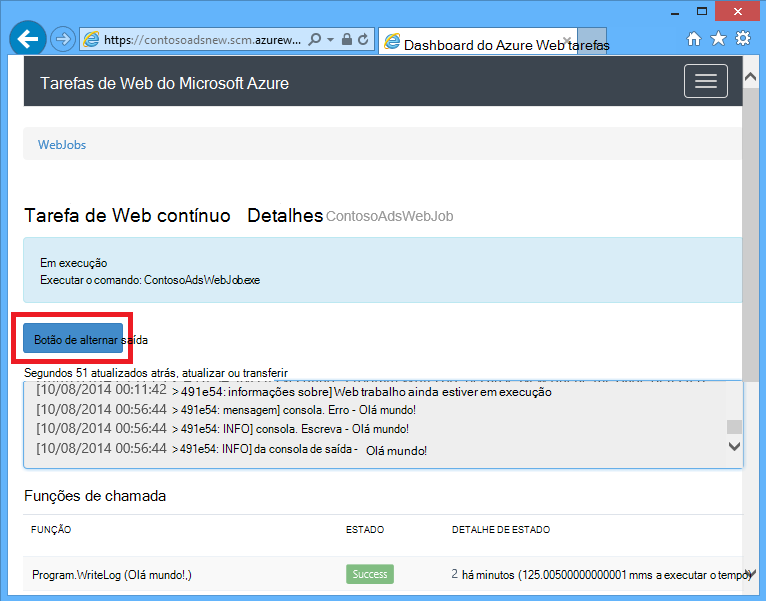 https://contosoadsnew.scm.azurew...
Dashboard do Azure Web tarefas
Tarefas de Web do Microsoft Azure
WebJobs
Tarefa de Web contínuo Detalhes ContosoAdsWebJob
Em execução
Executar o comando: ContosoAdsWebJob.exe
Botão de alternar saída
Segundos 51 atualizados atrás, atualizar ou transferir
[10/08/2014 00:11:42 > 491e54: informações sobre] Web trabalho ainda estiver em execução
[10/08/2014 00:56:44 > 491e54: mensagem] consola. Erro - Olá mundo!
[10/08/2014 00:56:44 > 491e54: INFO] consola. Escreva - Olá mundo!
[10/08/2014 00:56:44 > 491e54: INFO] da consola de saída - Olá mundo!
Funções de chamada
FUNÇÃO ESTADO DETALHE DE ESTADO
Program.WriteLog (Olá mundo!,) Success 2 há minutos (125.00500000000001 mms a executar o tempo)